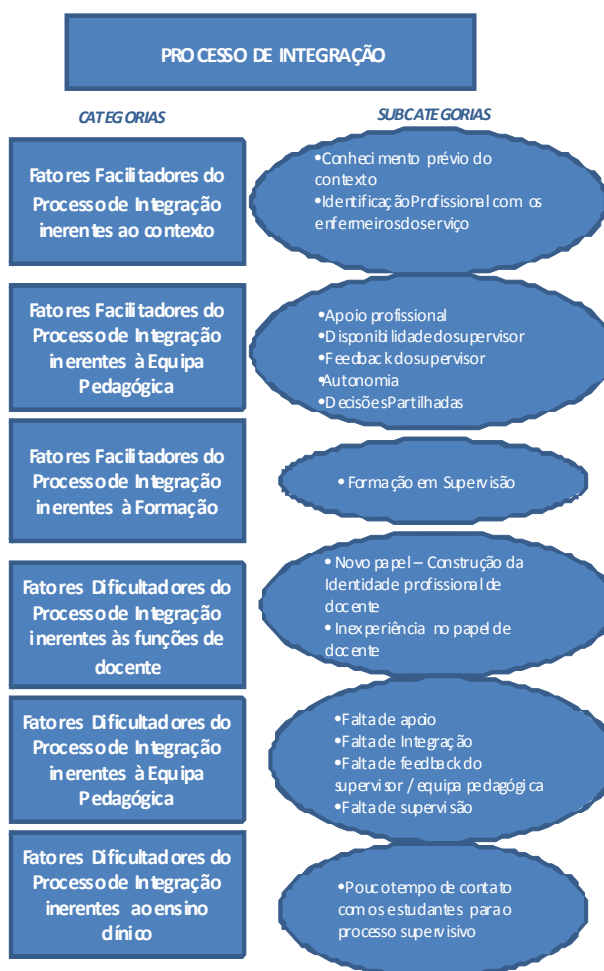 PROCESSO DE INTEGRAÇÃO
CATEGORIAS
SUBCATEGORIAS
Fatores Facilitadores do
Processo de Integração
inerentes ao contexto
•Conhecimento prévio do
contexto
•Identificação Profissional com os
enfermeiros do serviço
Fatores Facilitadores do
Processo de Integração
inerentes à Equipa
Pedagógica
•Apoio profissional
•Disponibilidade do supervisor
•Feedback do supervisor
•Autonomia
•Decisões Partilhadas
Fatores Facilitadores do
Processo de Integração
inerentes à Formação
• Formação em Supervisão
Fatores Dificultadores do
Processo de Integração
inerentes às funções de
docente
• Novo papel – Construção da
Identidade profissional de
docente
• Inexperiência no papel de
docente
Fatores Dificultadores do
Processo de Integração
inerentes à Equipa
Pedagógica
• Falta de apoio
• Falta de Integração
• Falta de feedback do
supervisor / equipa pedagógica
• Falta de supervisão
Fatores Dificultadores do
Processo de Integração
inerentes ao ensino
clínico
•Pouco tempo de contato
com os estudantes para o
processo supervisivo